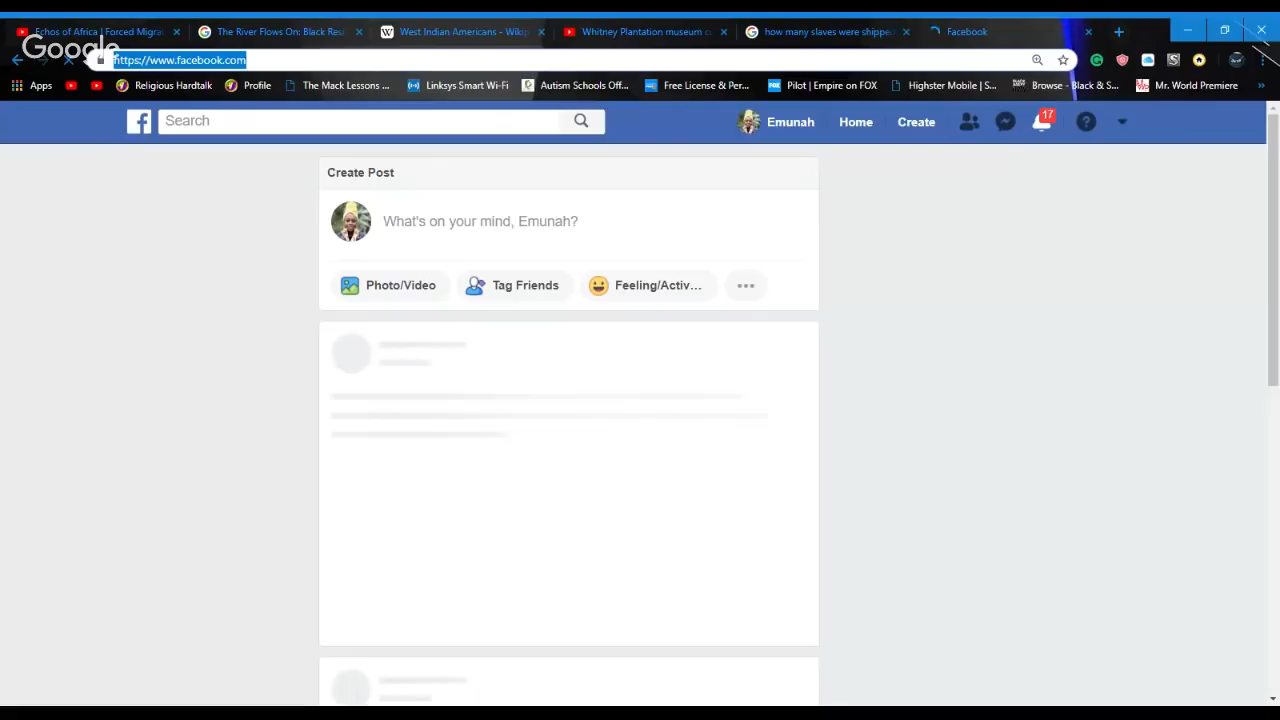 Echos of Africa | Forced Migra
The River Flows On: Black Resi
West Indian Americans - Wikip
Whitney Plantation museum c
how many slaves were shipped
Facebook
Google
https://www.facebook.com
Apps
Religious Hardtalk
Profile
The Mack Lessons ...
Linksys Smart Wi-Fi
Autism Schools Off...
Free License & Per...
Pilot | Empire on FOX
Highster Mobile | S...
Browse - Black & S...
Mr. World Premiere
Search
Emunah
Home
Create
17
Create Post
What's on your mind, Emunah?
Photo/Video
Tag Friends
Feeling/Activ...